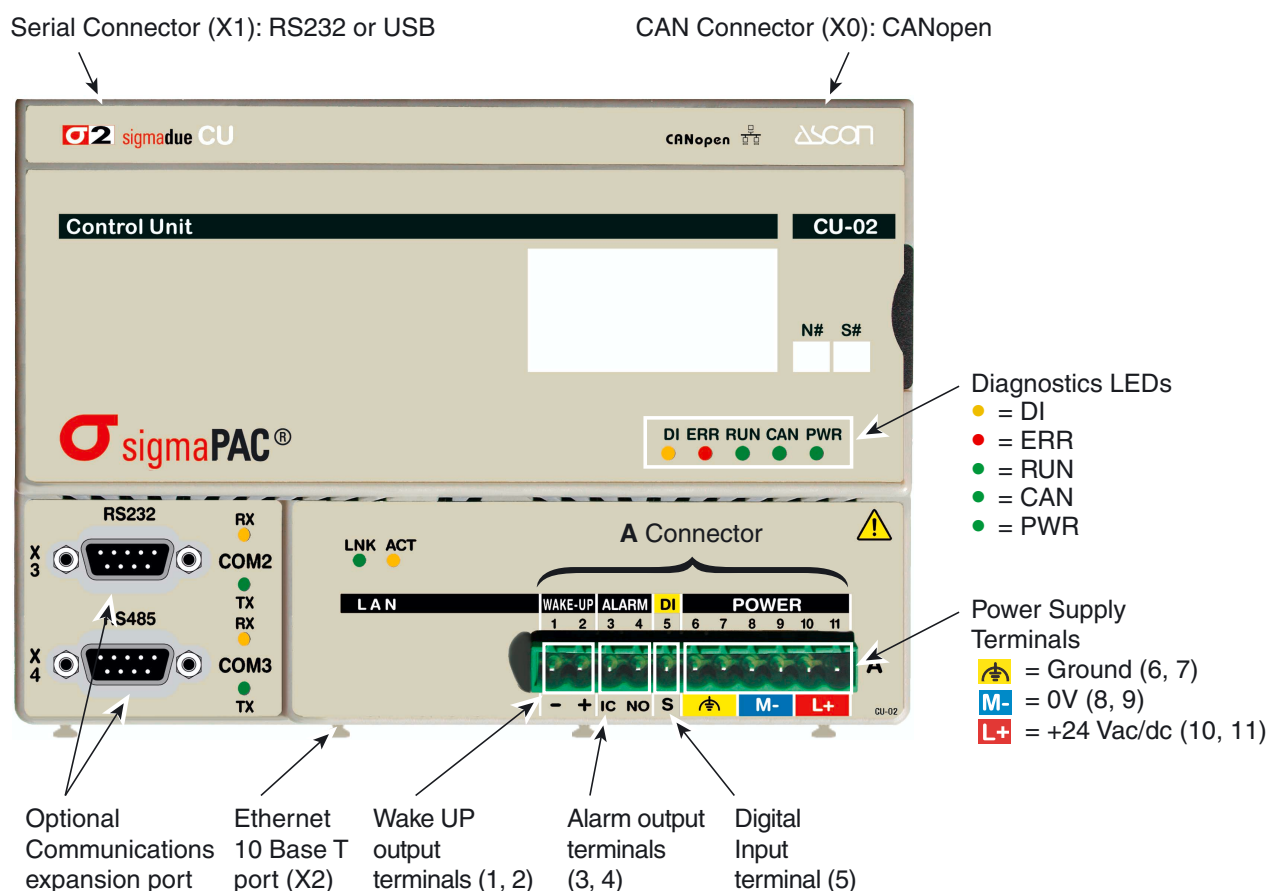 Serial Connector (X1): RS232 or USB
CAN Connector (X0): CANopen
σ2 sigmadue CU
CANopen
ASCON
Control Unit
CU-02
N# S#
Diagnostics LEDs
= DI
= ERR
= RUN
= CAN
= PWR
σ sigmaPAC®
DI ERR RUN CAN PWR
RS232
RX
X3
COM2
TX
RS485
RX
X4
COM3
TX
LNK ACT
LAN
A Connector
WAKE-UP ALARM DI POWER
1 2 3 4 5 6 7 8 9 10 11
A
- + IC NO S M- L+
CU-02
Power Supply
Terminals
= Ground (6, 7)
M- = 0V (8, 9)
L+ = +24 Vac/dc (10, 11)
Optional
Communications
expansion port
Ethernet
10 Base T
port (X2)
Wake UP
output
terminals (1, 2)
Alarm output
terminals
(3, 4)
Digital
Input
terminal (5)